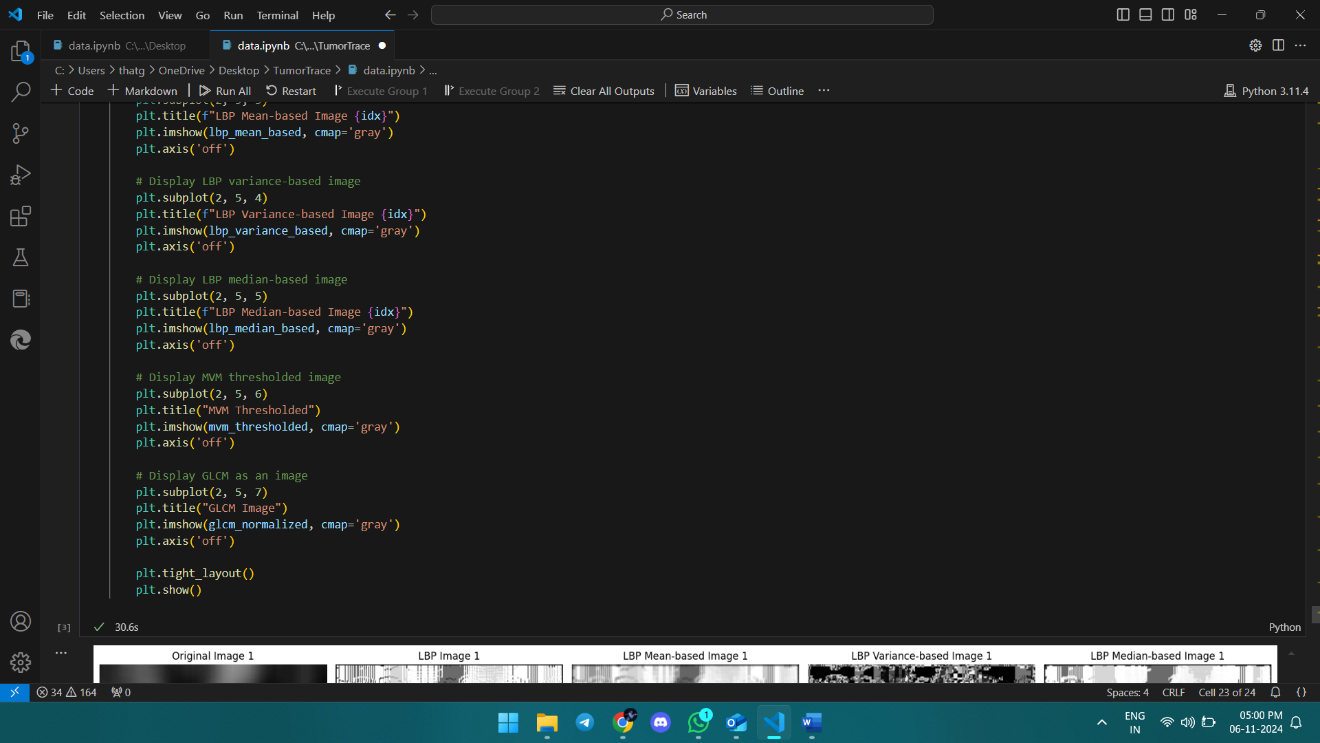 File Edit Selection View Go Run Terminal Help
Search
data.ipynb C:\...\Desktop
data.ipynb C:\...\TumorTrace
1
C: > Users > thatg > OneDrive > Desktop > TumorTrace > data.ipynb > ...
+ Code + Markdown Run All Restart Execute Group 1 Execute Group 2 Clear All Outputs Variables Outline ...
Python 3.11.4
plt.subplot(2, 5, 3)
plt.title(f"LBP Mean-based Image {idx}")
plt.imshow(lbp_mean_based, cmap='gray')
plt.axis('off')
# Display LBP variance-based image
plt.subplot(2, 5, 4)
plt.title(f"LBP Variance-based Image {idx}")
plt.imshow(lbp_variance_based, cmap='gray')
plt.axis('off')
# Display LBP median-based image
plt.subplot(2, 5, 5)
plt.title(f"LBP Median-based Image {idx}")
plt.imshow(lbp_median_based, cmap='gray')
plt.axis('off')
# Display MVM thresholded image
plt.subplot(2, 5, 6)
plt.title("MVM Thresholded")
plt.imshow(mvm_thresholded, cmap='gray')
plt.axis('off')
# Display GLCM as an image
plt.subplot(2, 5, 7)
plt.title("GLCM Image")
plt.imshow(glcm_normalized, cmap='gray')
plt.axis('off')
plt.tight_layout()
plt.show()
[3] 30.6s Python
...
Original Image 1 LBP Image 1 LBP Mean-based Image 1 LBP Variance-based Image 1 LBP Median-based Image 1
34 164 0 Spaces: 4 CRLF Cell 23 of 24 {}
1
ENG
IN
05:00 PM
06-11-2024